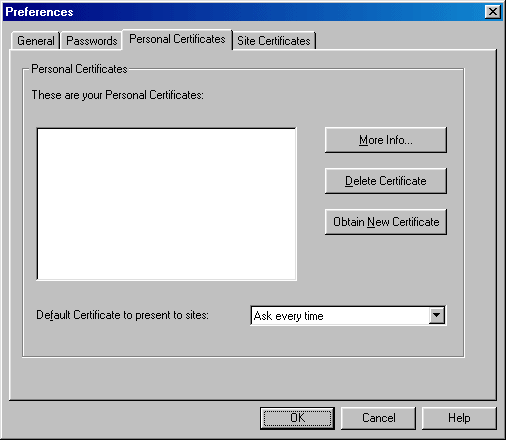 Preferences
General Passwords Personal Certificates Site Certificates
Personal Certificates
These are your Personal Certificates:
More Info...
Delete Certificate
Obtain New Certificate
Default Certificate to present to sites: Ask every time
OK Cancel Help